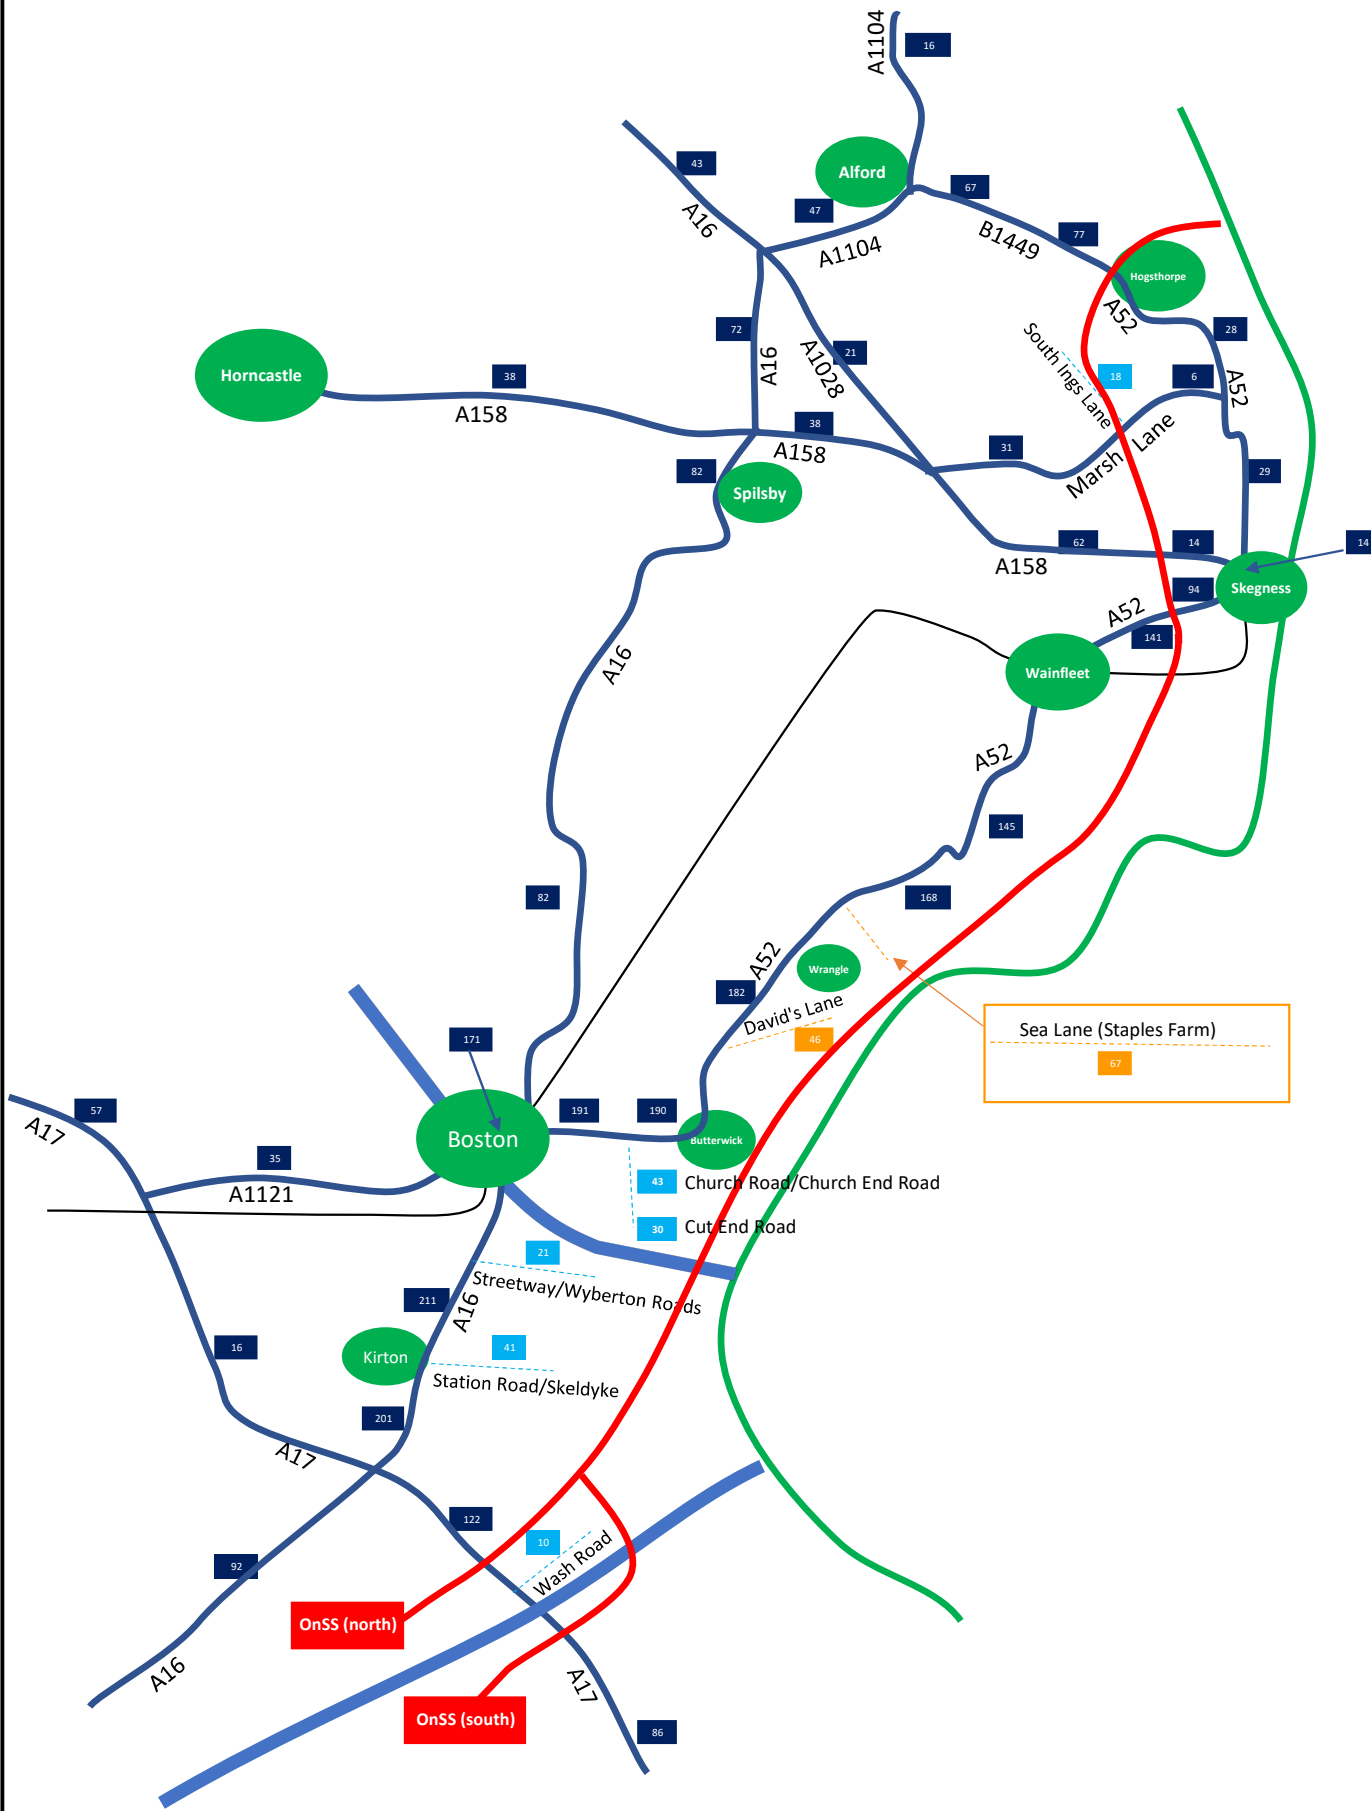 A1104
16
43
Alford
67
47
A16
B1449
77
A1104
Hogsthorpe
A52
28
72
21
South Ings Lane
A16
A1028
18
6
A52
Horncastle
38
A158
38
A158
31
Marsh Lane
82
Spilsby
29
62
14
14
A158
Skegness
94
A52
141
A16
Wainfleet
A52
145
82
168
A52
Wrangle
182
David's Lane
46
Sea Lane (Staples Farm)
67
171
57
A17
191
190
Boston
Butterwick
35
A1121
43 Church Road/Church End Road
30 Cut End Road
21
Streetway/Wyberton Roads
211
A16
16
Kirton
41
Station Road/Skeldyke
201
A17
122
10
Wash Road
92
OnSS (north)
A16
A17
OnSS (south)
86